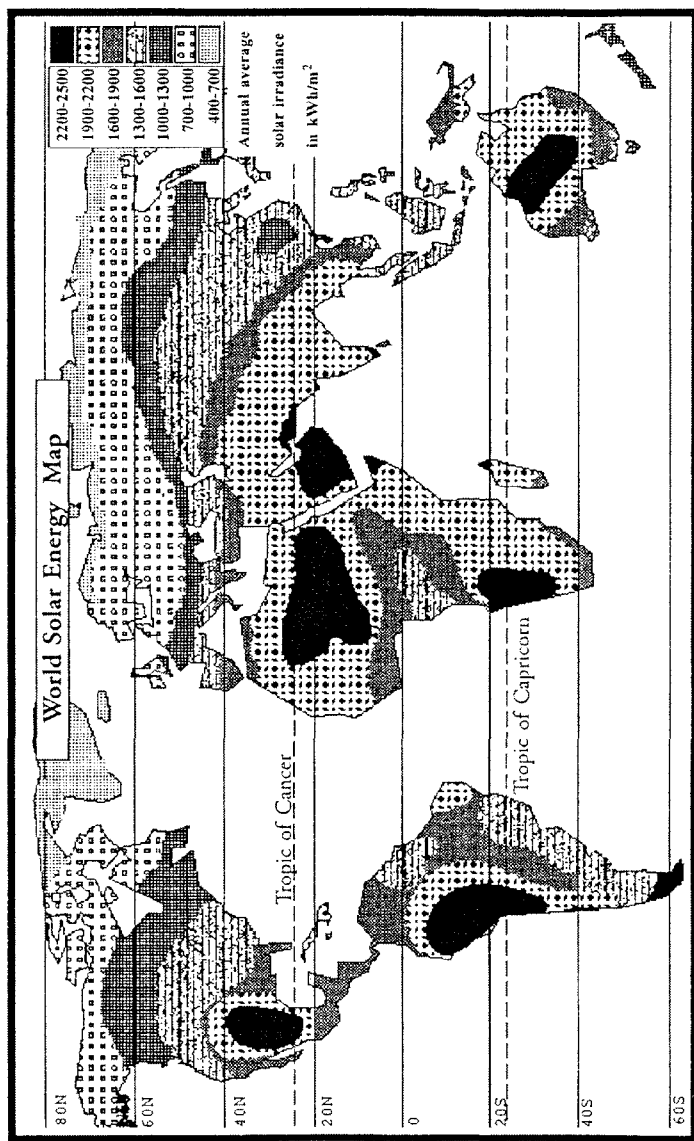 World Solar Energy Map
2200-2500
1900-2200
1600-1900
1300-1600
1000-1300
700-1000
400-700
Annual average
solar irradiance
in kWh/m²
80N
60N
40N
Tropic of Cancer
20N
0
20S
Tropic of Capricorn
40S
60S